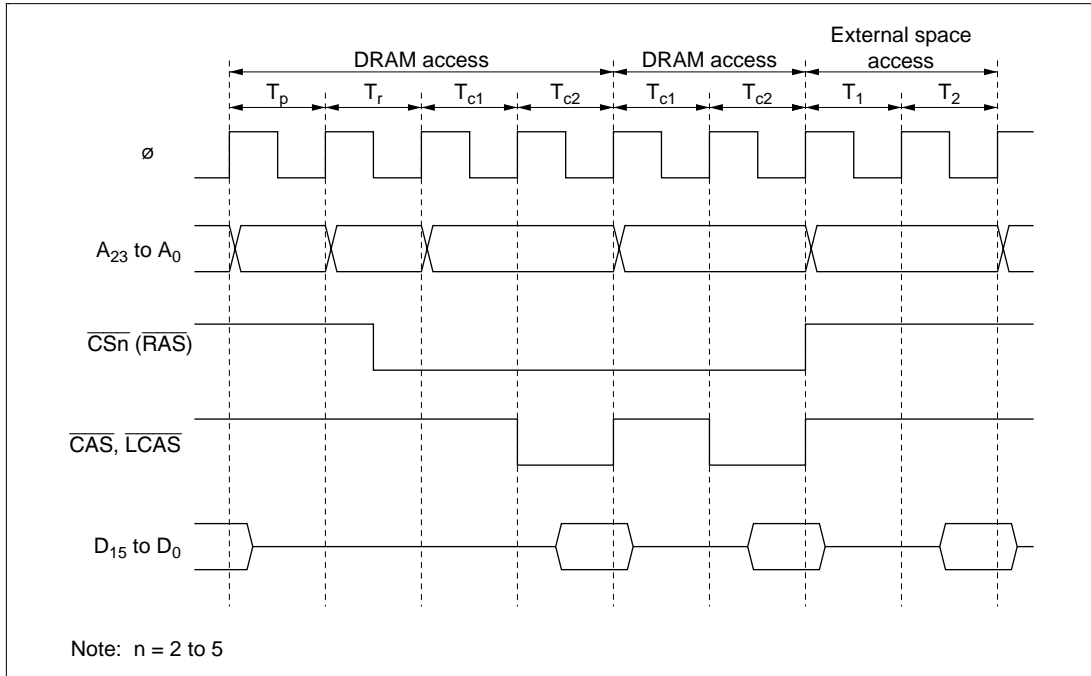 External space
DRAM access DRAM access access
Tp Tr Tc1 Tc2 Tc1 Tc2 T1 T2
ø
A23 to A0
CSn (RAS)
CAS, LCAS
D15 to D0
Note: n = 2 to 5